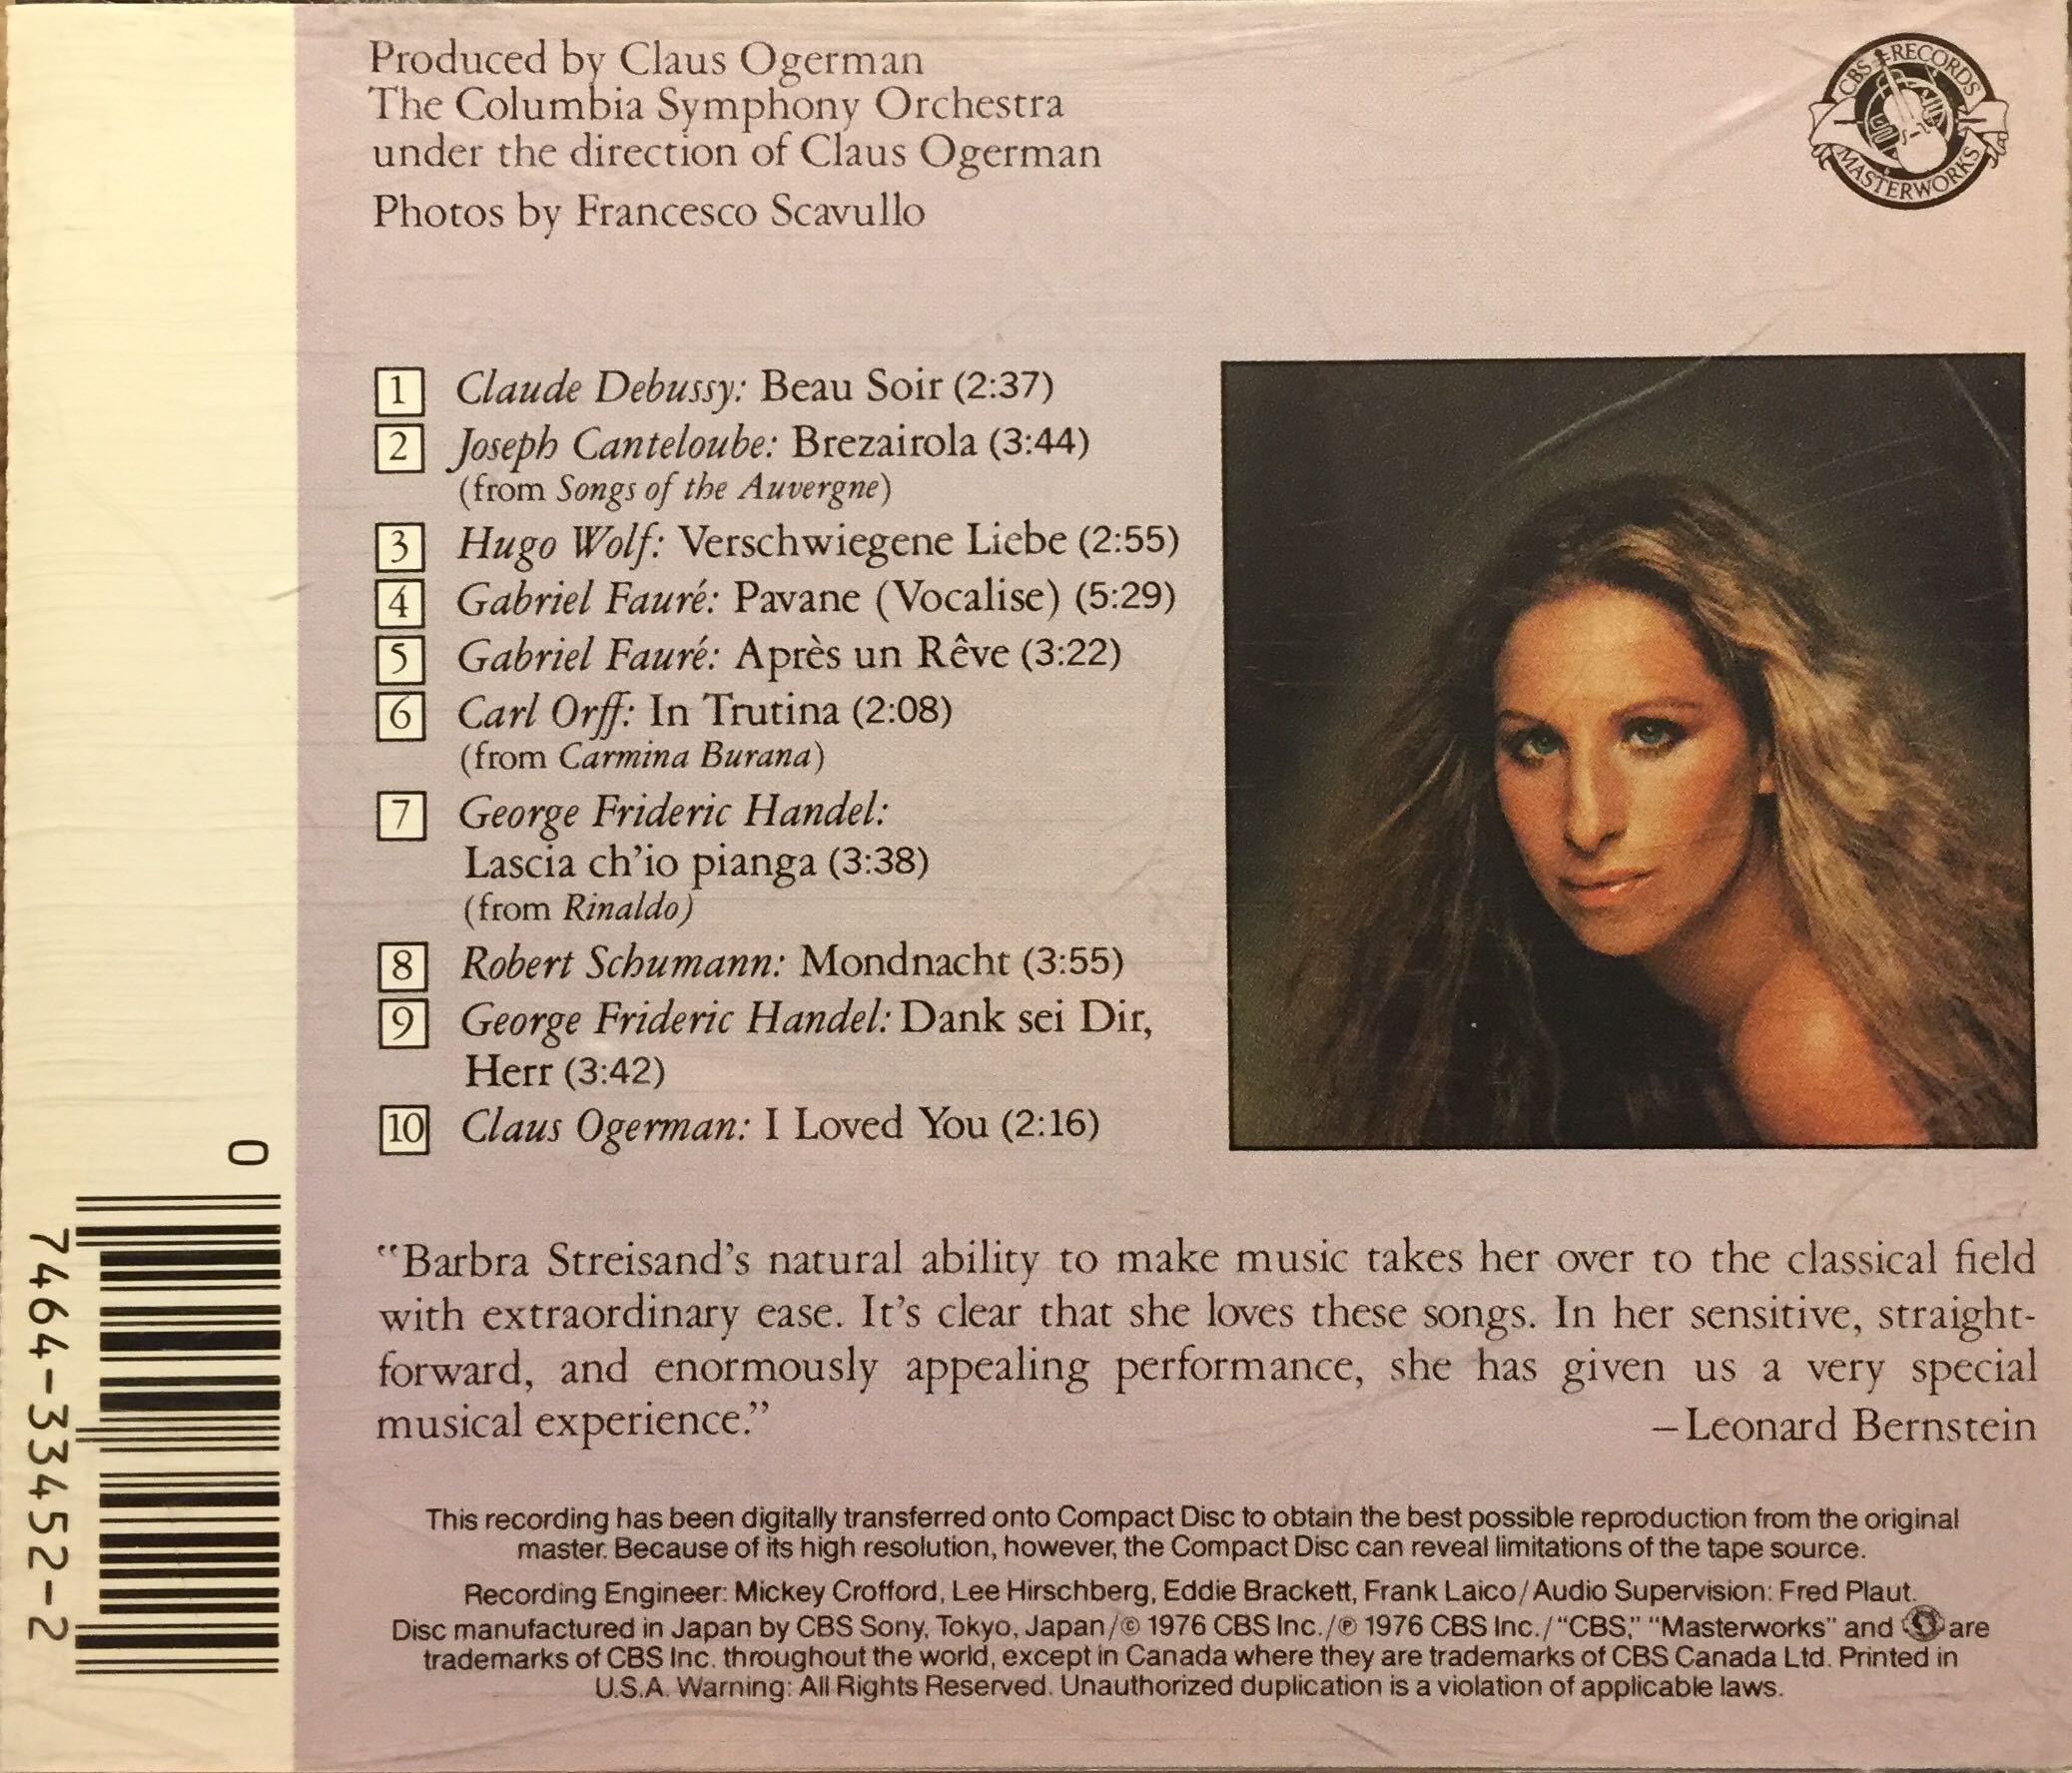 Produced by Claus Ogerman
The Columbia Symphony Orchestra
under the direction of Claus Ogerman
Photos by Francesco Scavullo
CBS RECORDS
MASTERWORKS
1 Claude Debussy: Beau Soir (2:37)
2 Joseph Canteloube: Brezairola (3:44)
(from Songs of the Auvergne)
3 Hugo Wolf: Verschwiegene Liebe (2:55)
4 Gabriel Fauré: Pavane (Vocalise) (5:29)
5 Gabriel Fauré: Après un Rêve (3:22)
6 Carl Orff: In Trutina (2:08)
(from Carmina Burana)
7 George Frideric Handel:
Lascia ch'io pianga (3:38)
(from Rinaldo)
8 Robert Schumann: Mondnacht (3:55)
9 George Frideric Handel: Dank sei Dir,
Herr (3:42)
10 Claus Ogerman: I Loved You (2:16)
"Barbra Streisand's natural ability to make music takes her over to the classical field
with extraordinary ease. It's clear that she loves these songs. In her sensitive, straight-
forward, and enormously appealing performance, she has given us a very special
musical experience."
–Leonard Bernstein
This recording has been digitally transferred onto Compact Disc to obtain the best possible reproduction from the original
master. Because of its high resolution, however, the Compact Disc can reveal limitations of the tape source.
Recording Engineer: Mickey Crofford, Lee Hirschberg, Eddie Brackett, Frank Laico/Audio Supervision: Fred Plaut.
Disc manufactured in Japan by CBS Sony, Tokyo, Japan/© 1976 CBS Inc./℗ 1976 CBS Inc./"CBS," "Masterworks" and are
trademarks of CBS Inc. throughout the world, except in Canada where they are trademarks of CBS Canada Ltd. Printed in
U.S.A. Warning: All Rights Reserved. Unauthorized duplication is a violation of applicable laws.
0
7464-33452-2